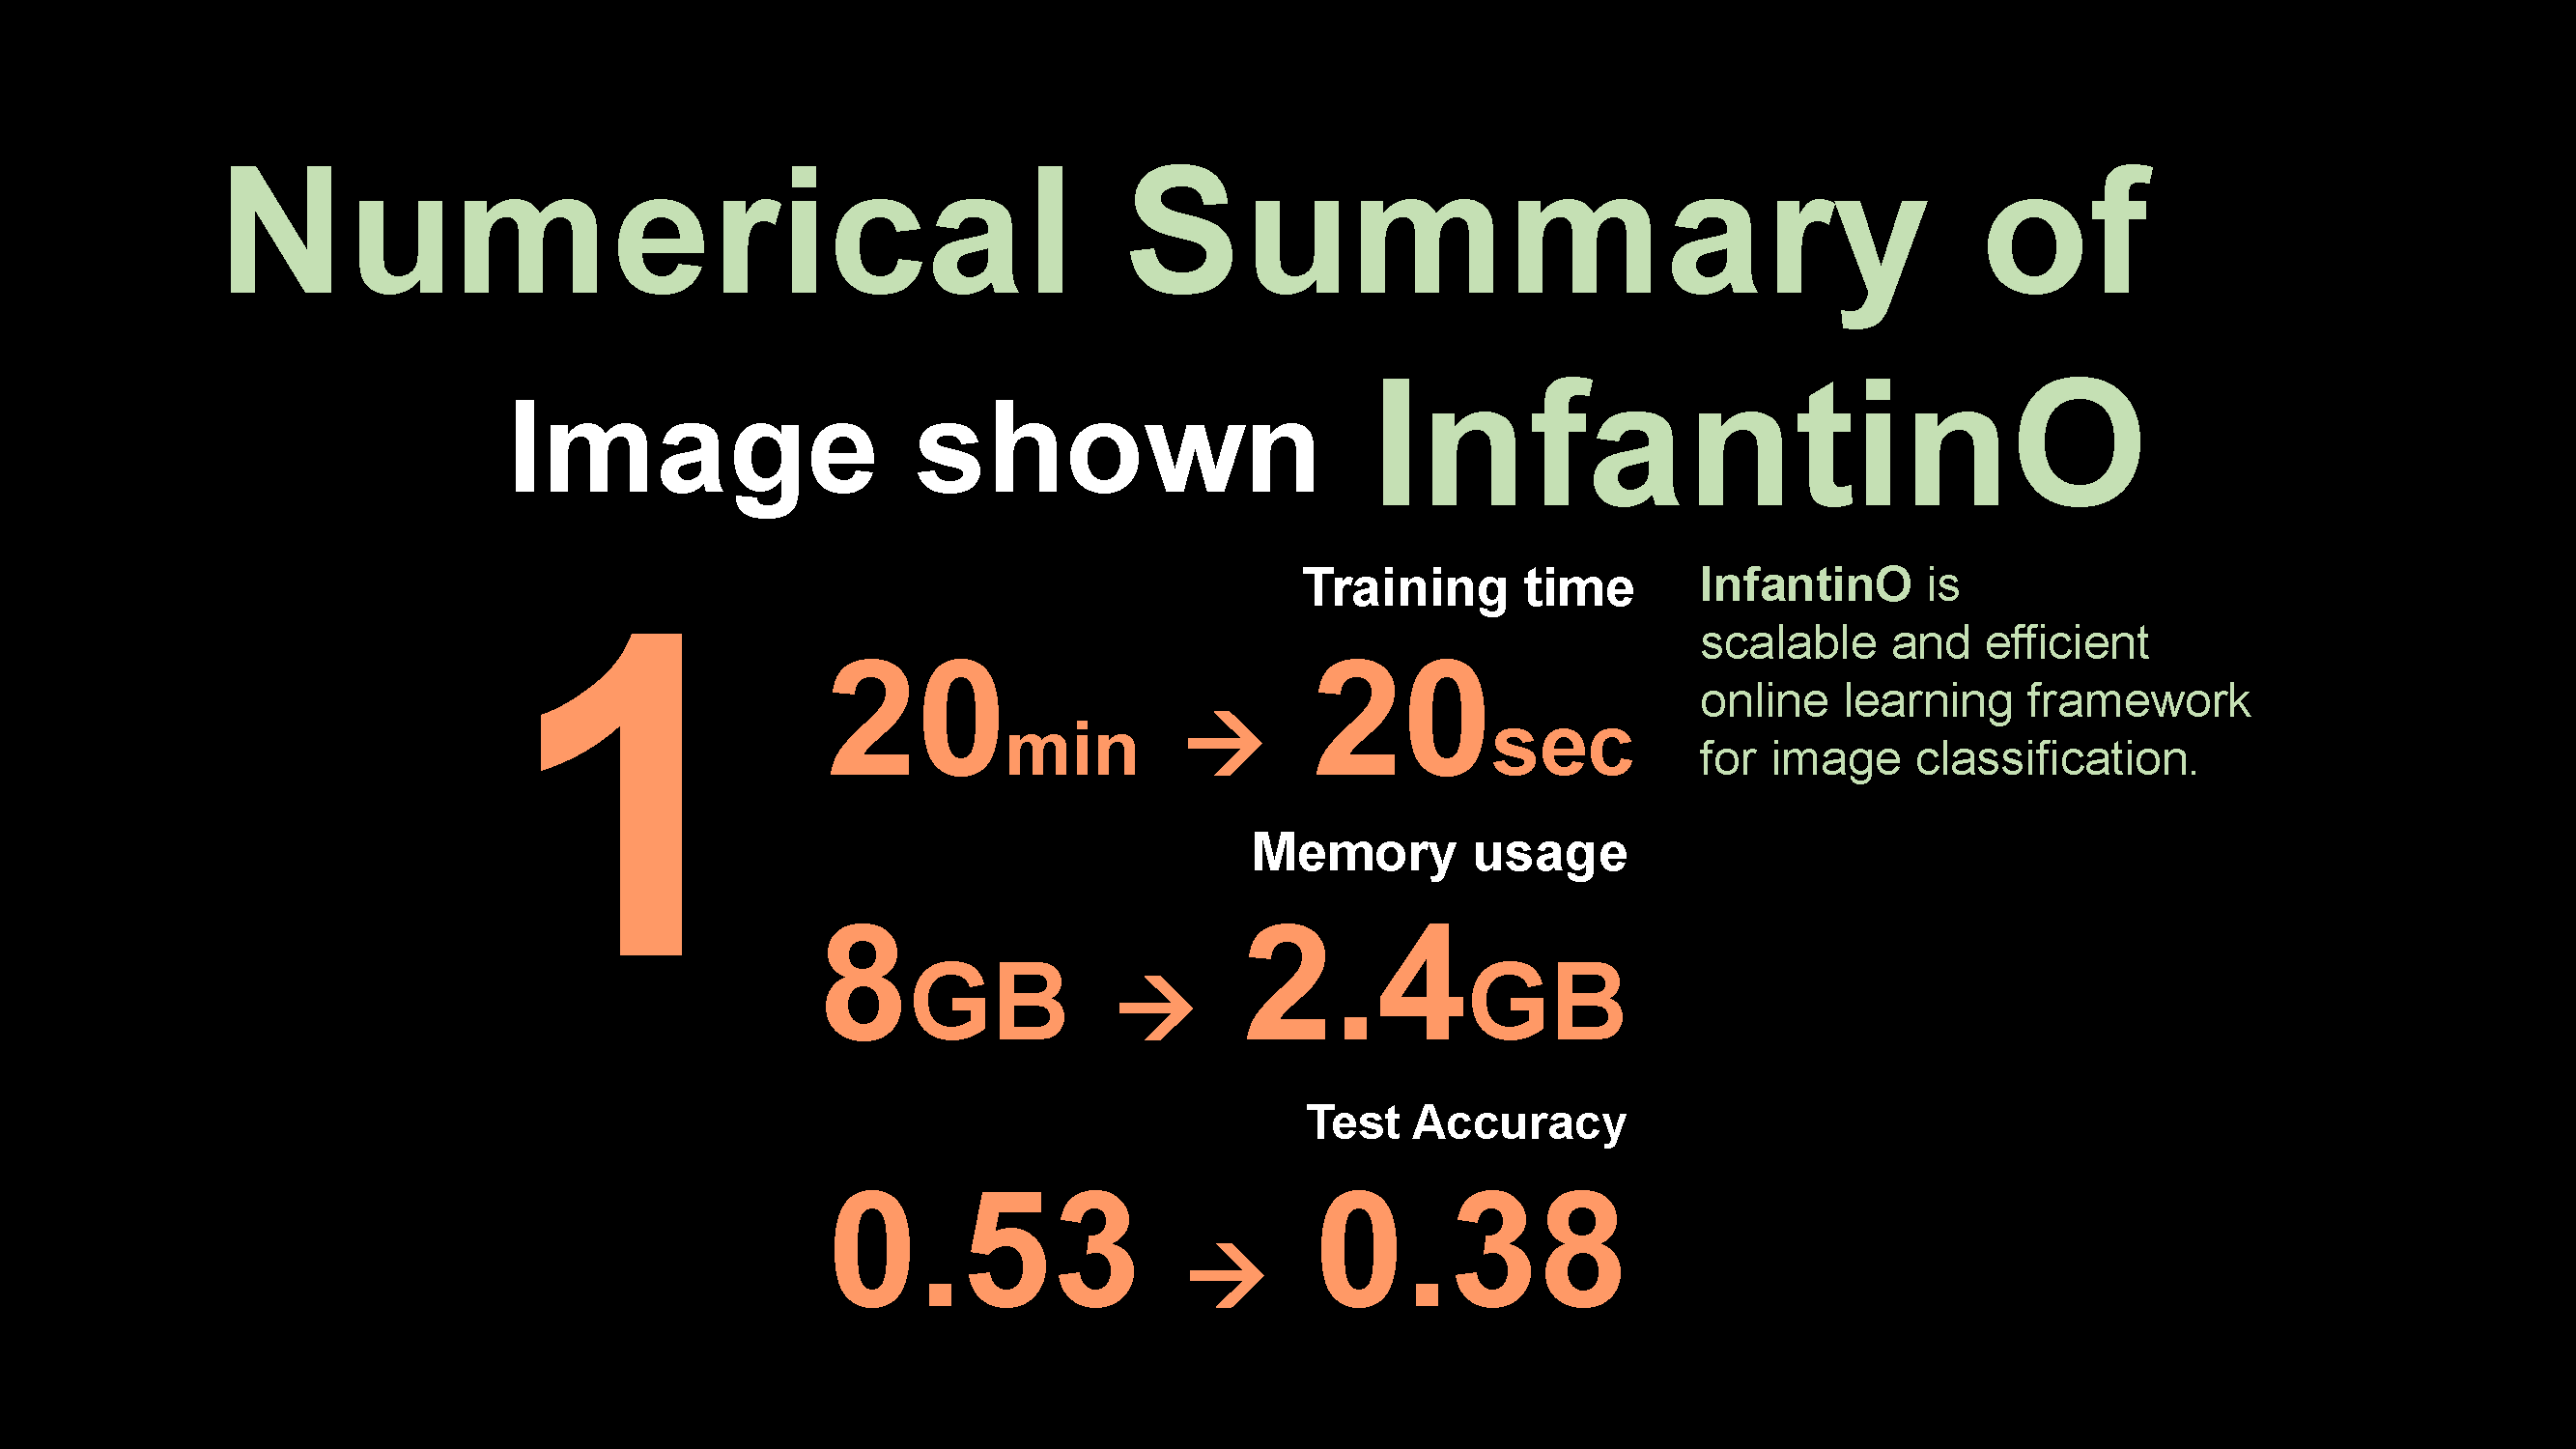 Numerical Summary of
Image shown InfantinO
1
Training time
20min → 20sec
Memory usage
8GB → 2.4GB
Test Accuracy
0.53 → 0.38
InfantinO is
scalable and efficient
online learning framework
for image classification.